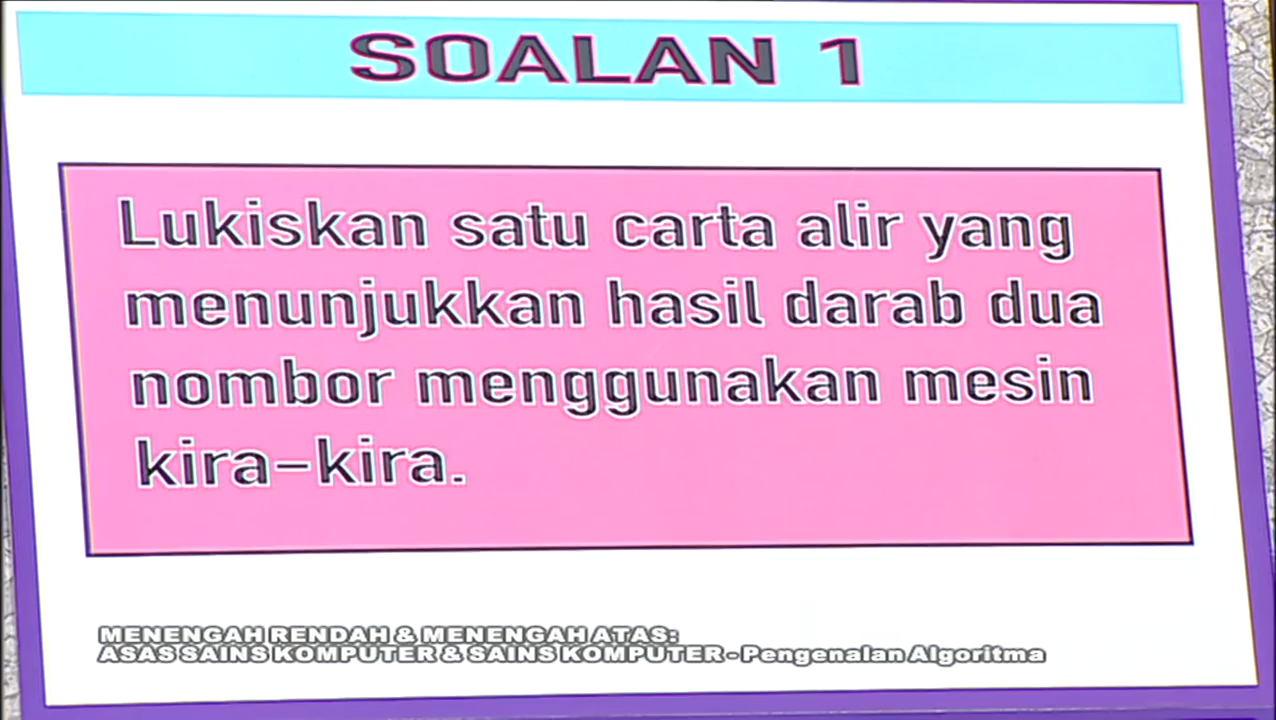 SOALAN 1
Lukiskan satu carta alir yang
menunjukkan hasil darab dua
nombor menggunakan mesin
kira-kira.
MENENGAH RENDAH & MENENGAH ATAS:
ASAS SAINS KOMPUTER & SAINS KOMPUTER - Pengenalan Algoritma